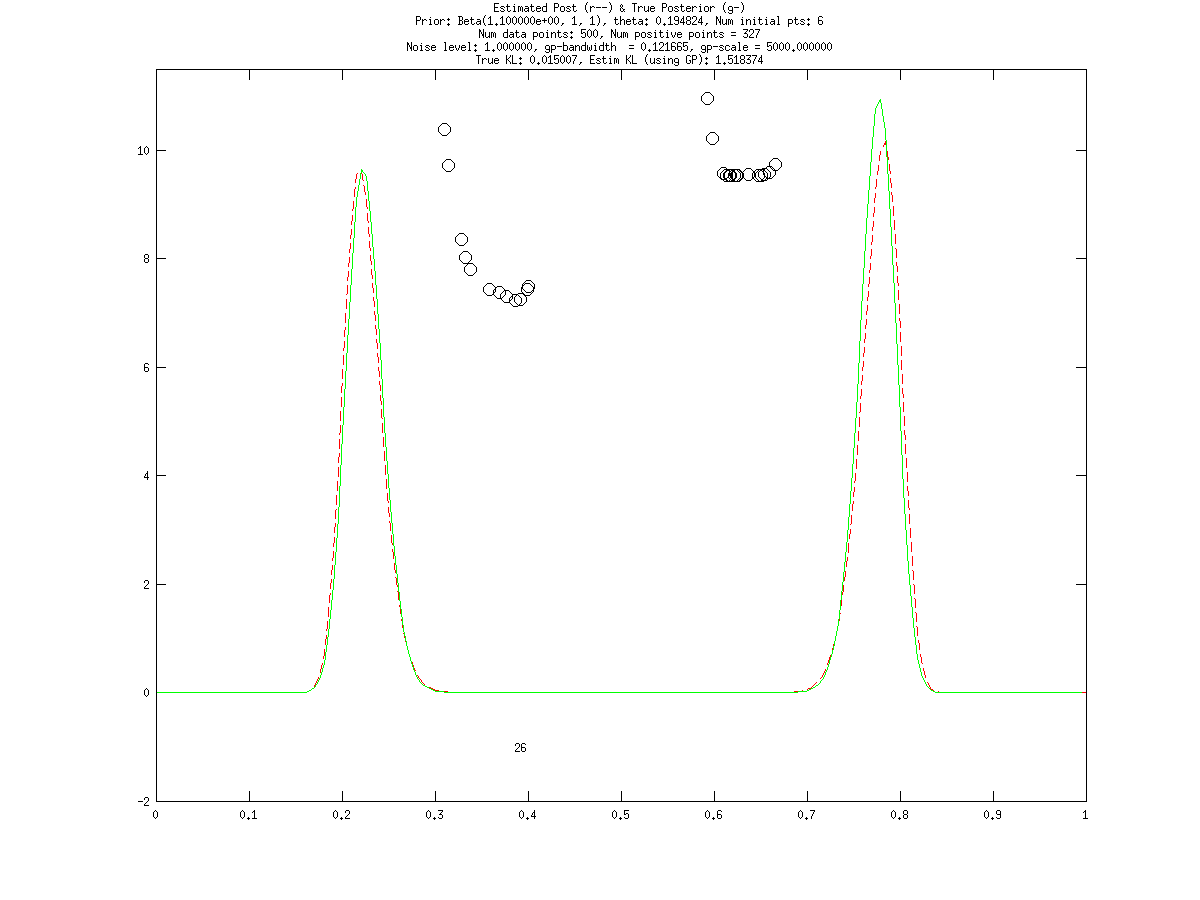 Estimated Post (r--) & True Posterior (g-)
Prior: Beta(1.100000e+00, 1, 1), theta: 0.194824, Num initial pts: 6
Num data points: 500, Num positive points = 327
Noise level: 1.000000, gp-bandwidth  = 0.121665, gp-scale = 5000.000000
True KL: 0.015007, Estim KL (using GP): 1.518374
10
8
6
4
2
0
26
-2
0 0.1 0.2 0.3 0.4 0.5 0.6 0.7 0.8 0.9 1